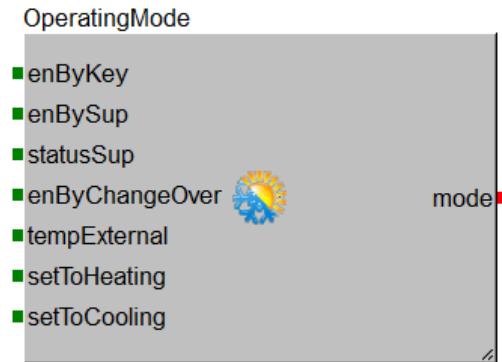 OperatingMode
enByKey
enBySup
statusSup
enByChangeOver
mode
tempExternal
setToHeating
setToCooling